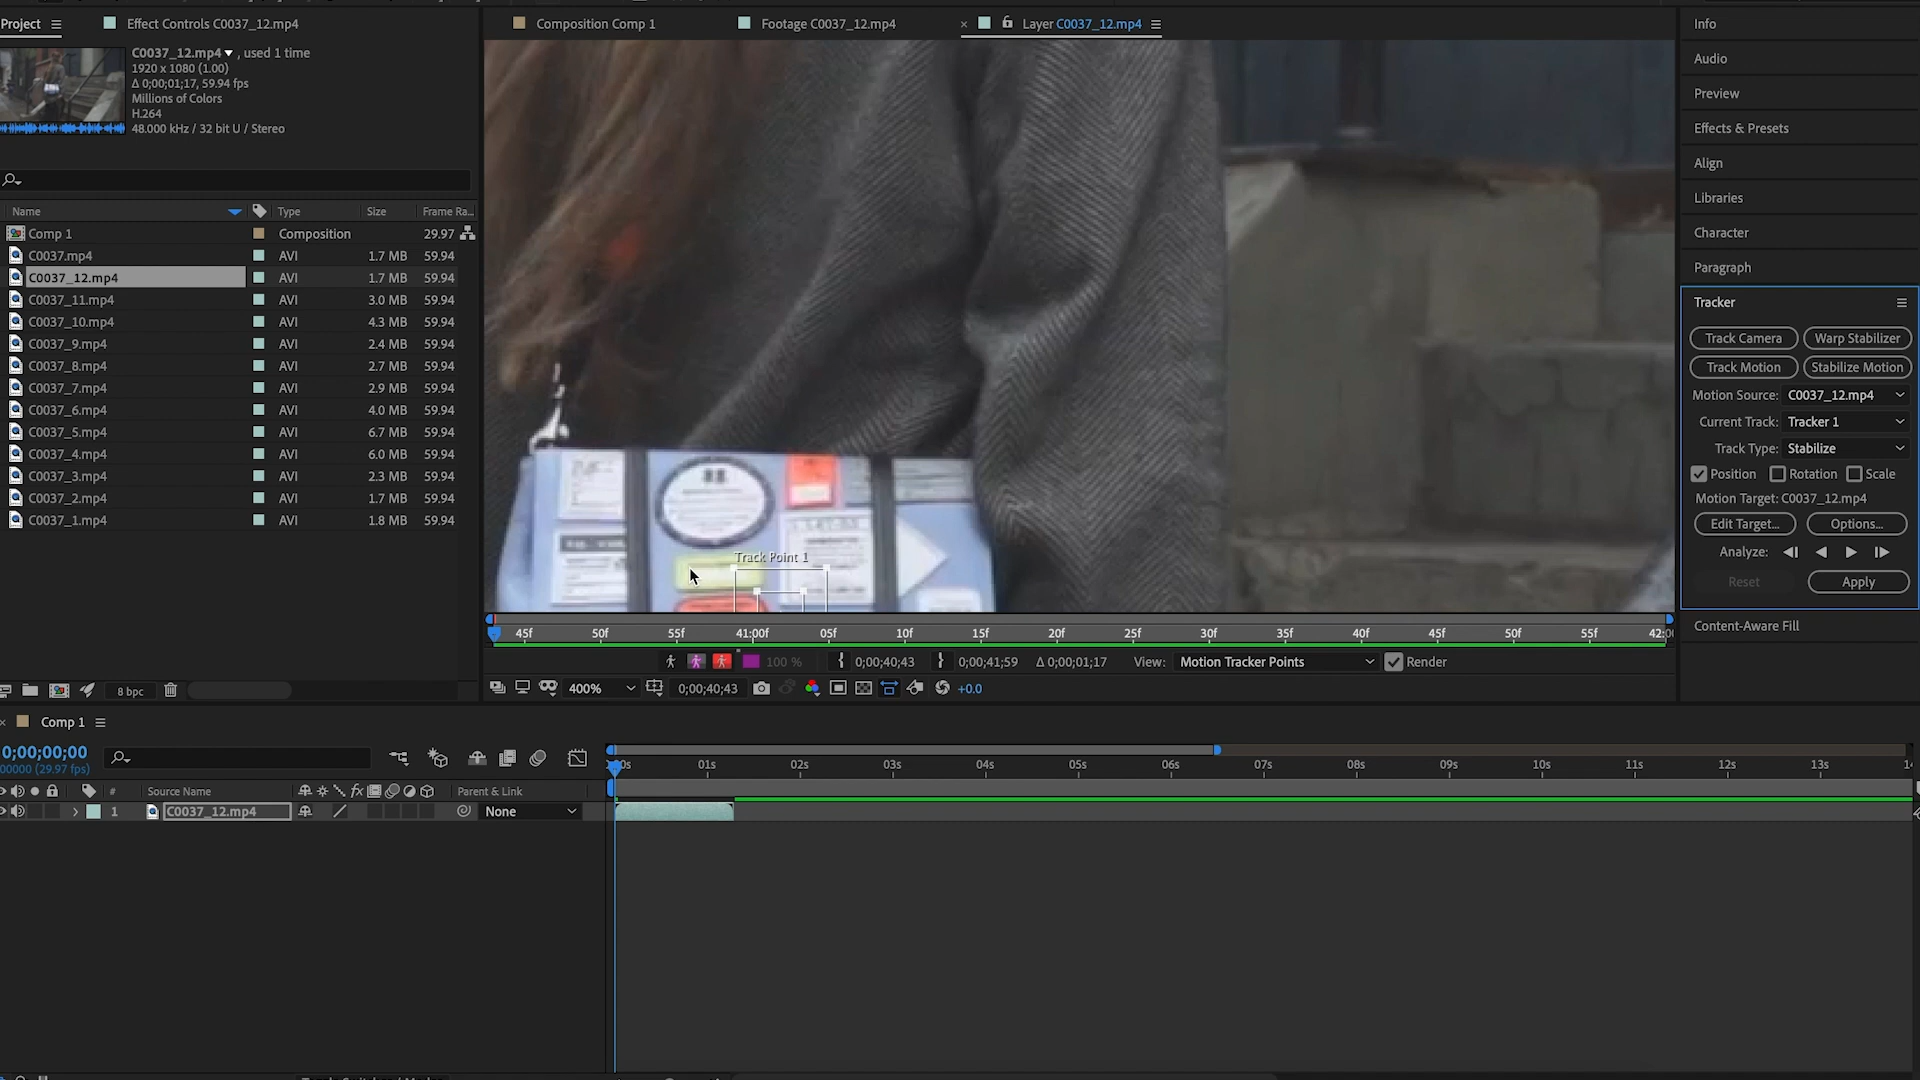 Project
Effect Controls C0037_12.mp4
Composition Comp 1
Footage C0037_12.mp4
Layer C0037_12.mp4
Info
C0037_12.mp4 , used 1 time
1920 x 1080 (1.00)
Δ 0;00;01;17, 59.94 fps
Millions of Colors
H.264
48.000 kHz / 32 bit U / Stereo
Audio
Preview
Effects & Presets
Align
Libraries
Character
Paragraph
Name Type Size Frame Ra...
Comp 1 Composition 29.97
C0037.mp4 AVI 1.7 MB 59.94
C0037_12.mp4 AVI 1.7 MB 59.94
C0037_11.mp4 AVI 3.0 MB 59.94
C0037_10.mp4 AVI 4.3 MB 59.94
C0037_9.mp4 AVI 2.4 MB 59.94
C0037_8.mp4 AVI 2.7 MB 59.94
C0037_7.mp4 AVI 2.9 MB 59.94
C0037_6.mp4 AVI 4.0 MB 59.94
C0037_5.mp4 AVI 6.7 MB 59.94
C0037_4.mp4 AVI 6.0 MB 59.94
C0037_3.mp4 AVI 2.3 MB 59.94
C0037_2.mp4 AVI 1.7 MB 59.94
C0037_1.mp4 AVI 1.8 MB 59.94
Track Point 1
Tracker
Track Camera Warp Stabilizer
Track Motion Stabilize Motion
Motion Source: C0037_12.mp4
Current Track: Tracker 1
Track Type: Stabilize
Position Rotation Scale
Motion Target: C0037_12.mp4
Edit Target... Options...
Analyze:
Reset Apply
Content-Aware Fill
45f 50f 55f 41:00f 05f 10f 15f 20f 25f 30f 35f 40f 45f 50f 55f 42:0
100 % 0;00;40;43 0;00;41;59 Δ 0;00;01;17 View: Motion Tracker Points Render
8 bpc
400% 0;00;40;43 +0.0
Comp 1
0;00;00;00
00000 (29.97 fps)
00s 01s 02s 03s 04s 05s 06s 07s 08s 09s 10s 11s 12s 13s 14
# Source Name fx Parent & Link
1 C0037_12.mp4 None